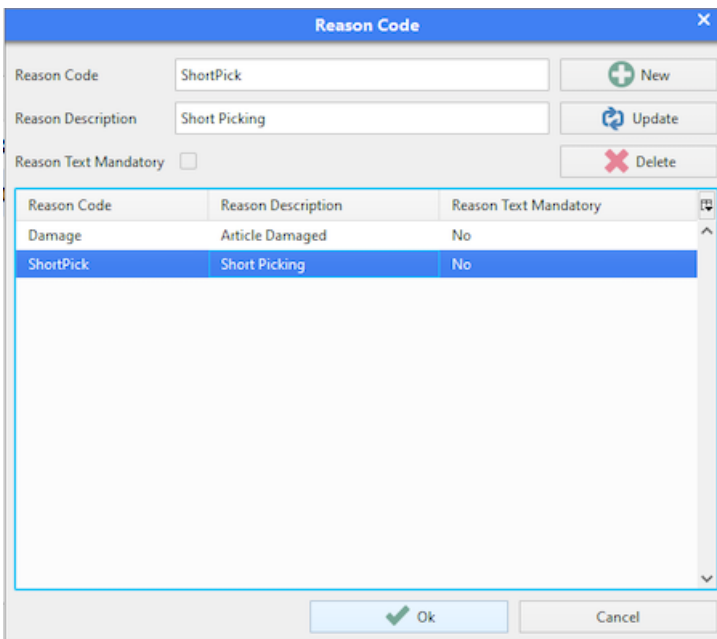 Reason Code
Reason Code ShortPick New
Reason Description Short Picking Update
Reason Text Mandatory Delete
Reason Code Reason Description Reason Text Mandatory
Damage Article Damaged No
ShortPick Short Picking No
Ok Cancel